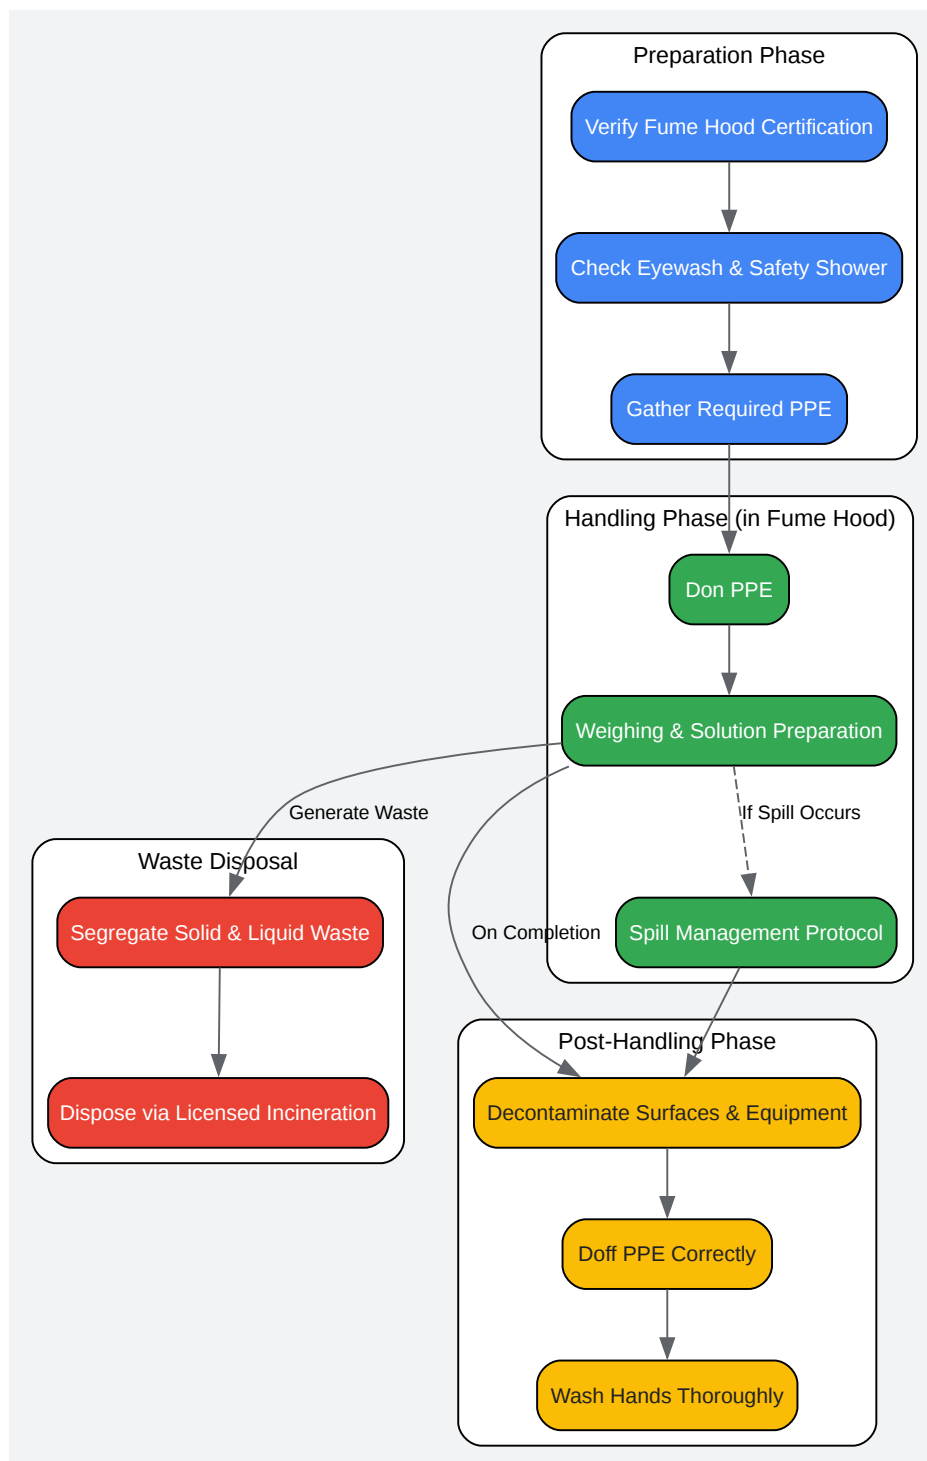 Preparation Phase
Verify Fume Hood Certification
Check Eyewash & Safety Shower
Gather Required PPE
Handling Phase (in Fume Hood)
Don PPE
Weighing & Solution Preparation
Generate Waste
If Spill Occurs
Waste Disposal
Segregate Solid & Liquid Waste
On Completion
Spill Management Protocol
Post-Handling Phase
Dispose via Licensed Incineration
Decontaminate Surfaces & Equipment
Doff PPE Correctly
Wash Hands Thoroughly